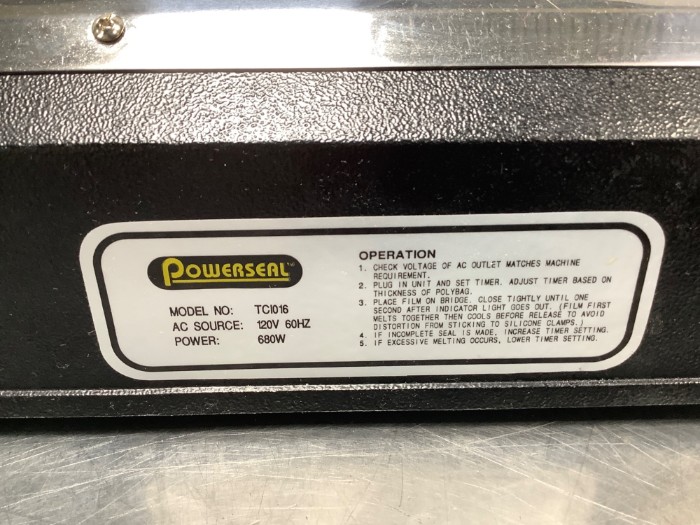 POWERSEAL™
MODEL NO: TCI016
AC SOURCE: 120V 60HZ
POWER: 680W
OPERATION
1. CHECK VOLTAGE OF AC OUTLET MATCHES MACHINE
REQUIREMENT.
2. PLUG IN UNIT AND SET TIMER. ADJUST TIMER BASED ON
THICKNESS OF POLYBAG.
3. PLACE FILM ON BRIDGE. CLOSE TIGHTLY UNTIL ONE
SECOND AFTER INDICATOR LIGHT GOES OUT. (FILM FIRST
MELTS TOGETHER THEN COOLS BEFORE RELEASE TO AVOID
DISTORTION FROM STICKING TO SILICONE CLAMPS.)
4. IF INCOMPLETE SEAL IS MADE, INCREASE TIMER SETTING.
5. IF EXCESSIVE MELTING OCCURS, LOWER TIMER SETTING.